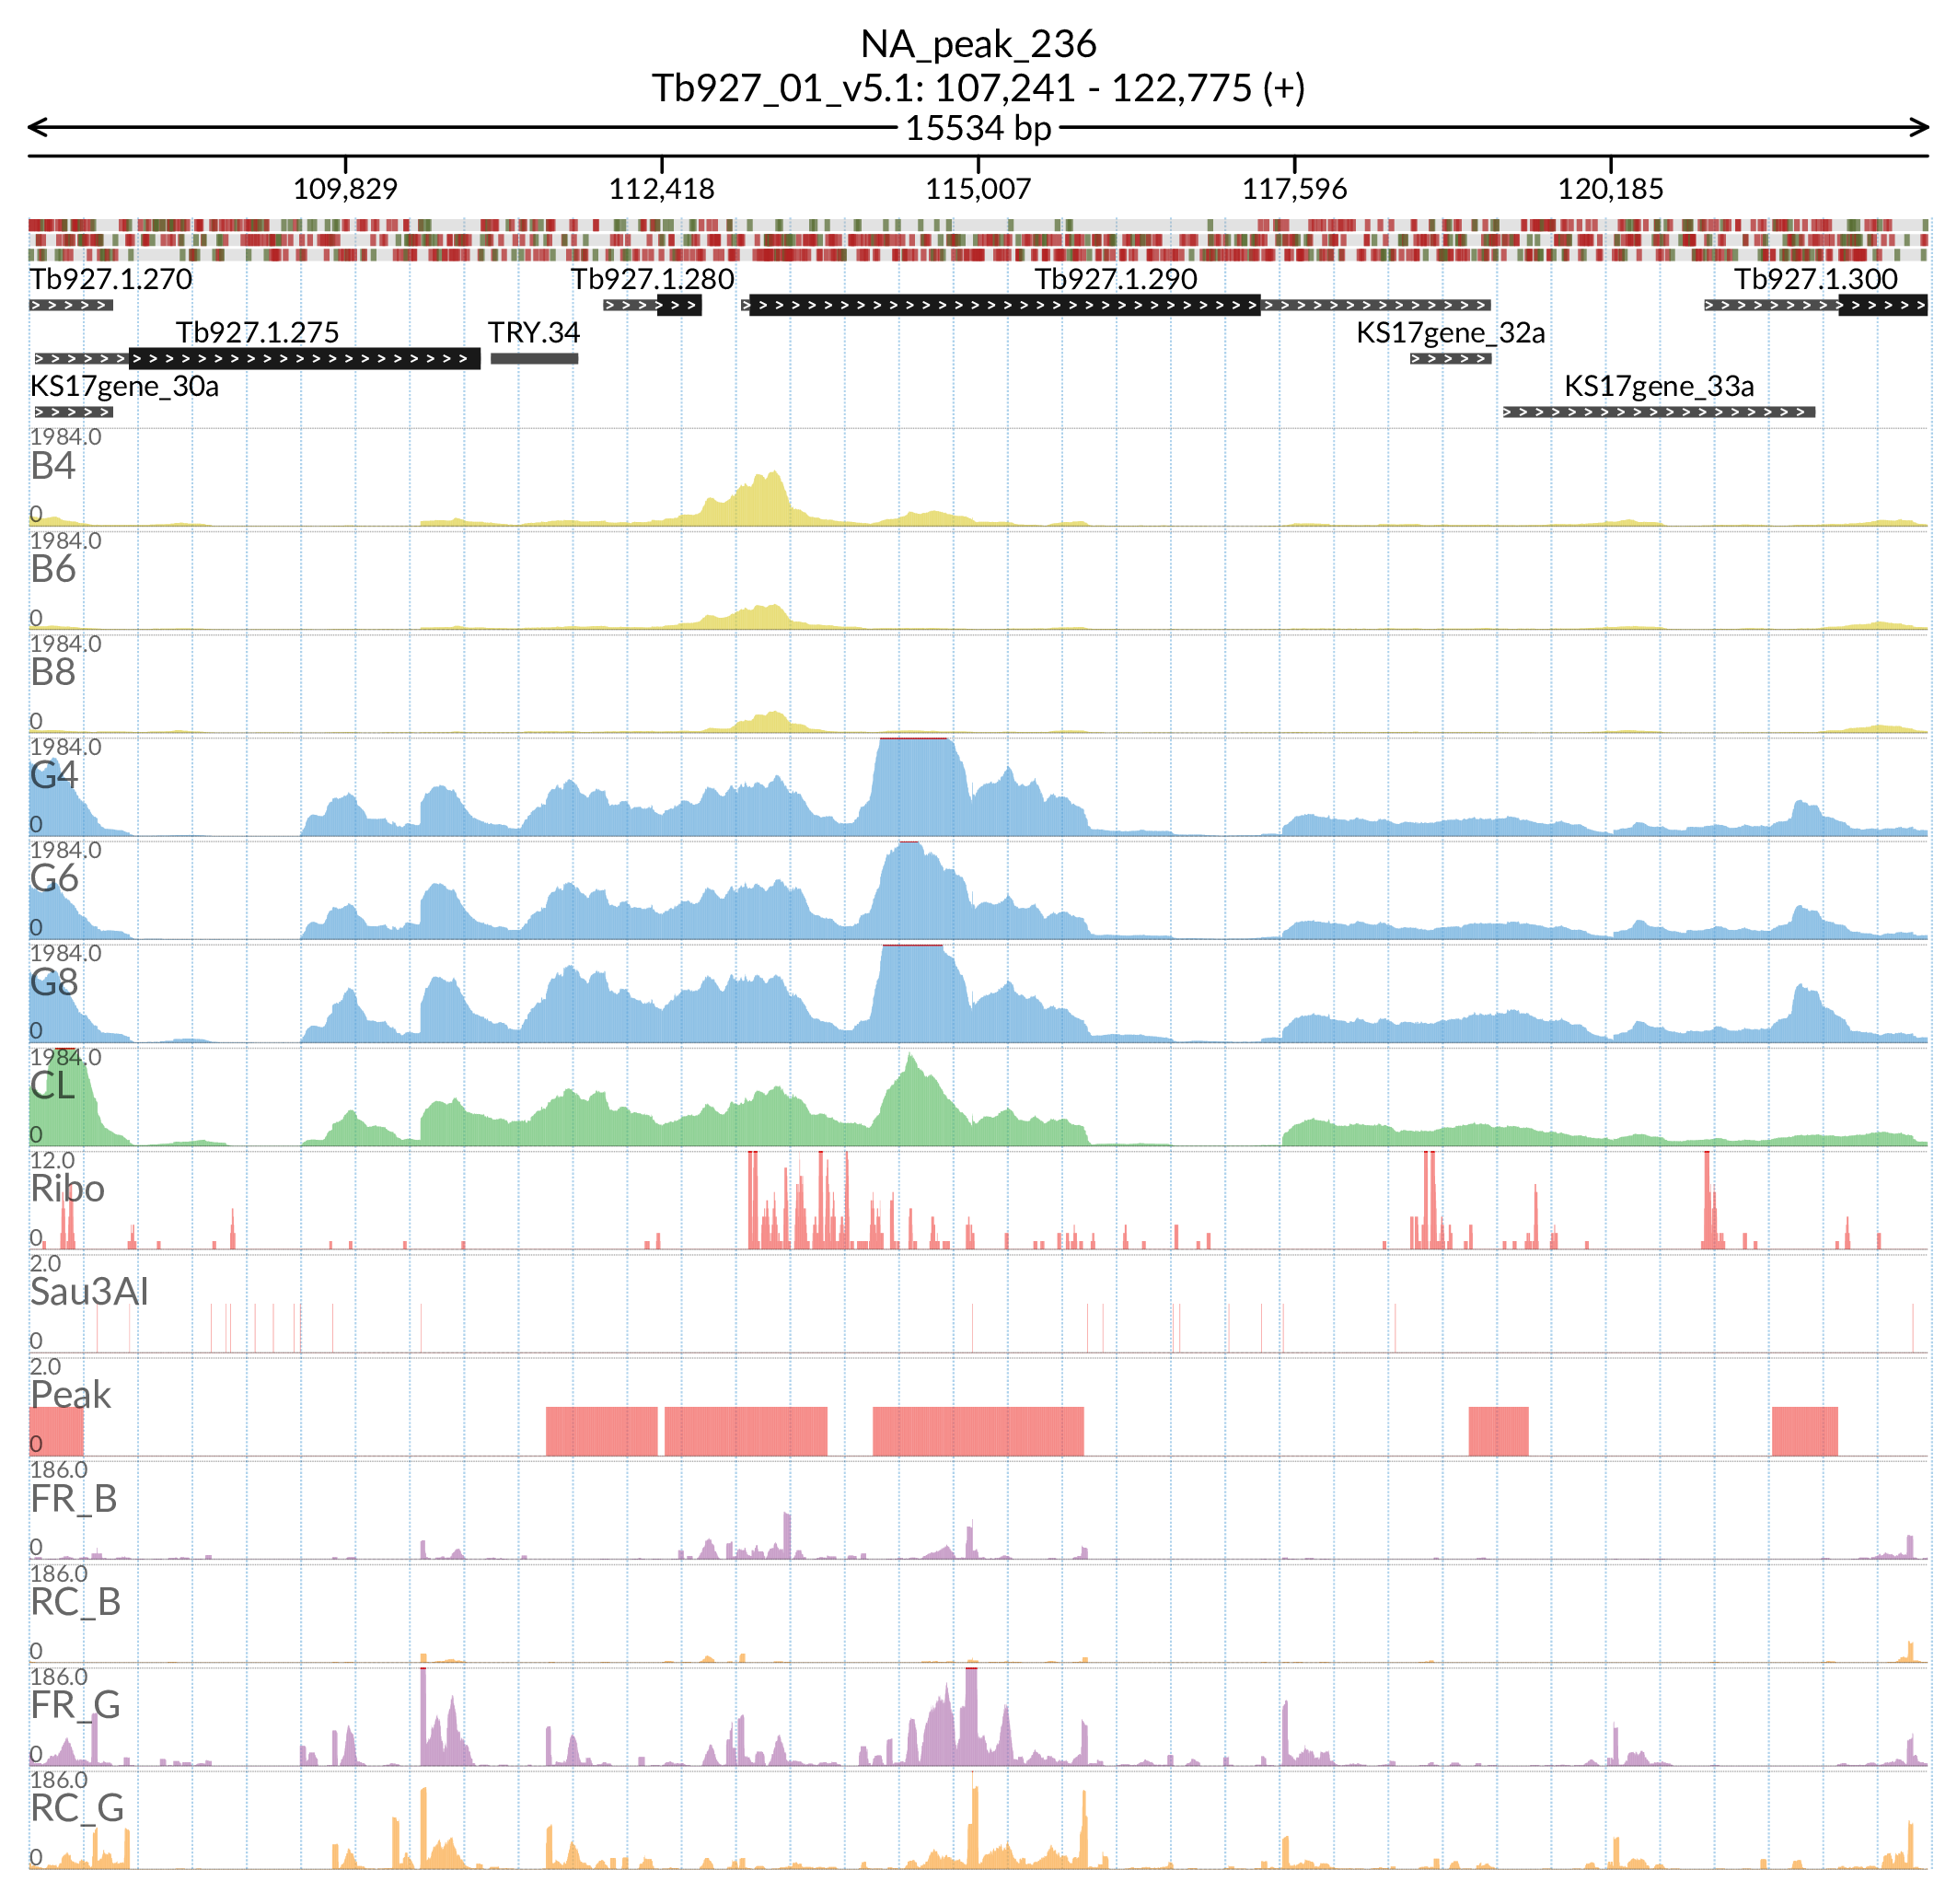 NA_peak_236
Tb927_01_v5.1: 107,241 - 122,775 (+)
15534 bp
109,829 112,418 115,007 117,596 120,185
Tb927.1.270 Tb927.1.280 Tb927.1.290 Tb927.1.300
Tb927.1.275 TRY.34 KS17gene_32a
KS17gene_30a KS17gene_33a
1984.0
B4
0
1984.0
B6
0
1984.0
B8
0
1984.0
G4
0
1984.0
G6
0
1984.0
G8
0
1984.0
CL
0
12.0
Ribo
0
2.0
Sau3AI
0
2.0
Peak
0
186.0
FR_B
0
186.0
RC_B
0
186.0
FR_G
0
186.0
RC_G
0